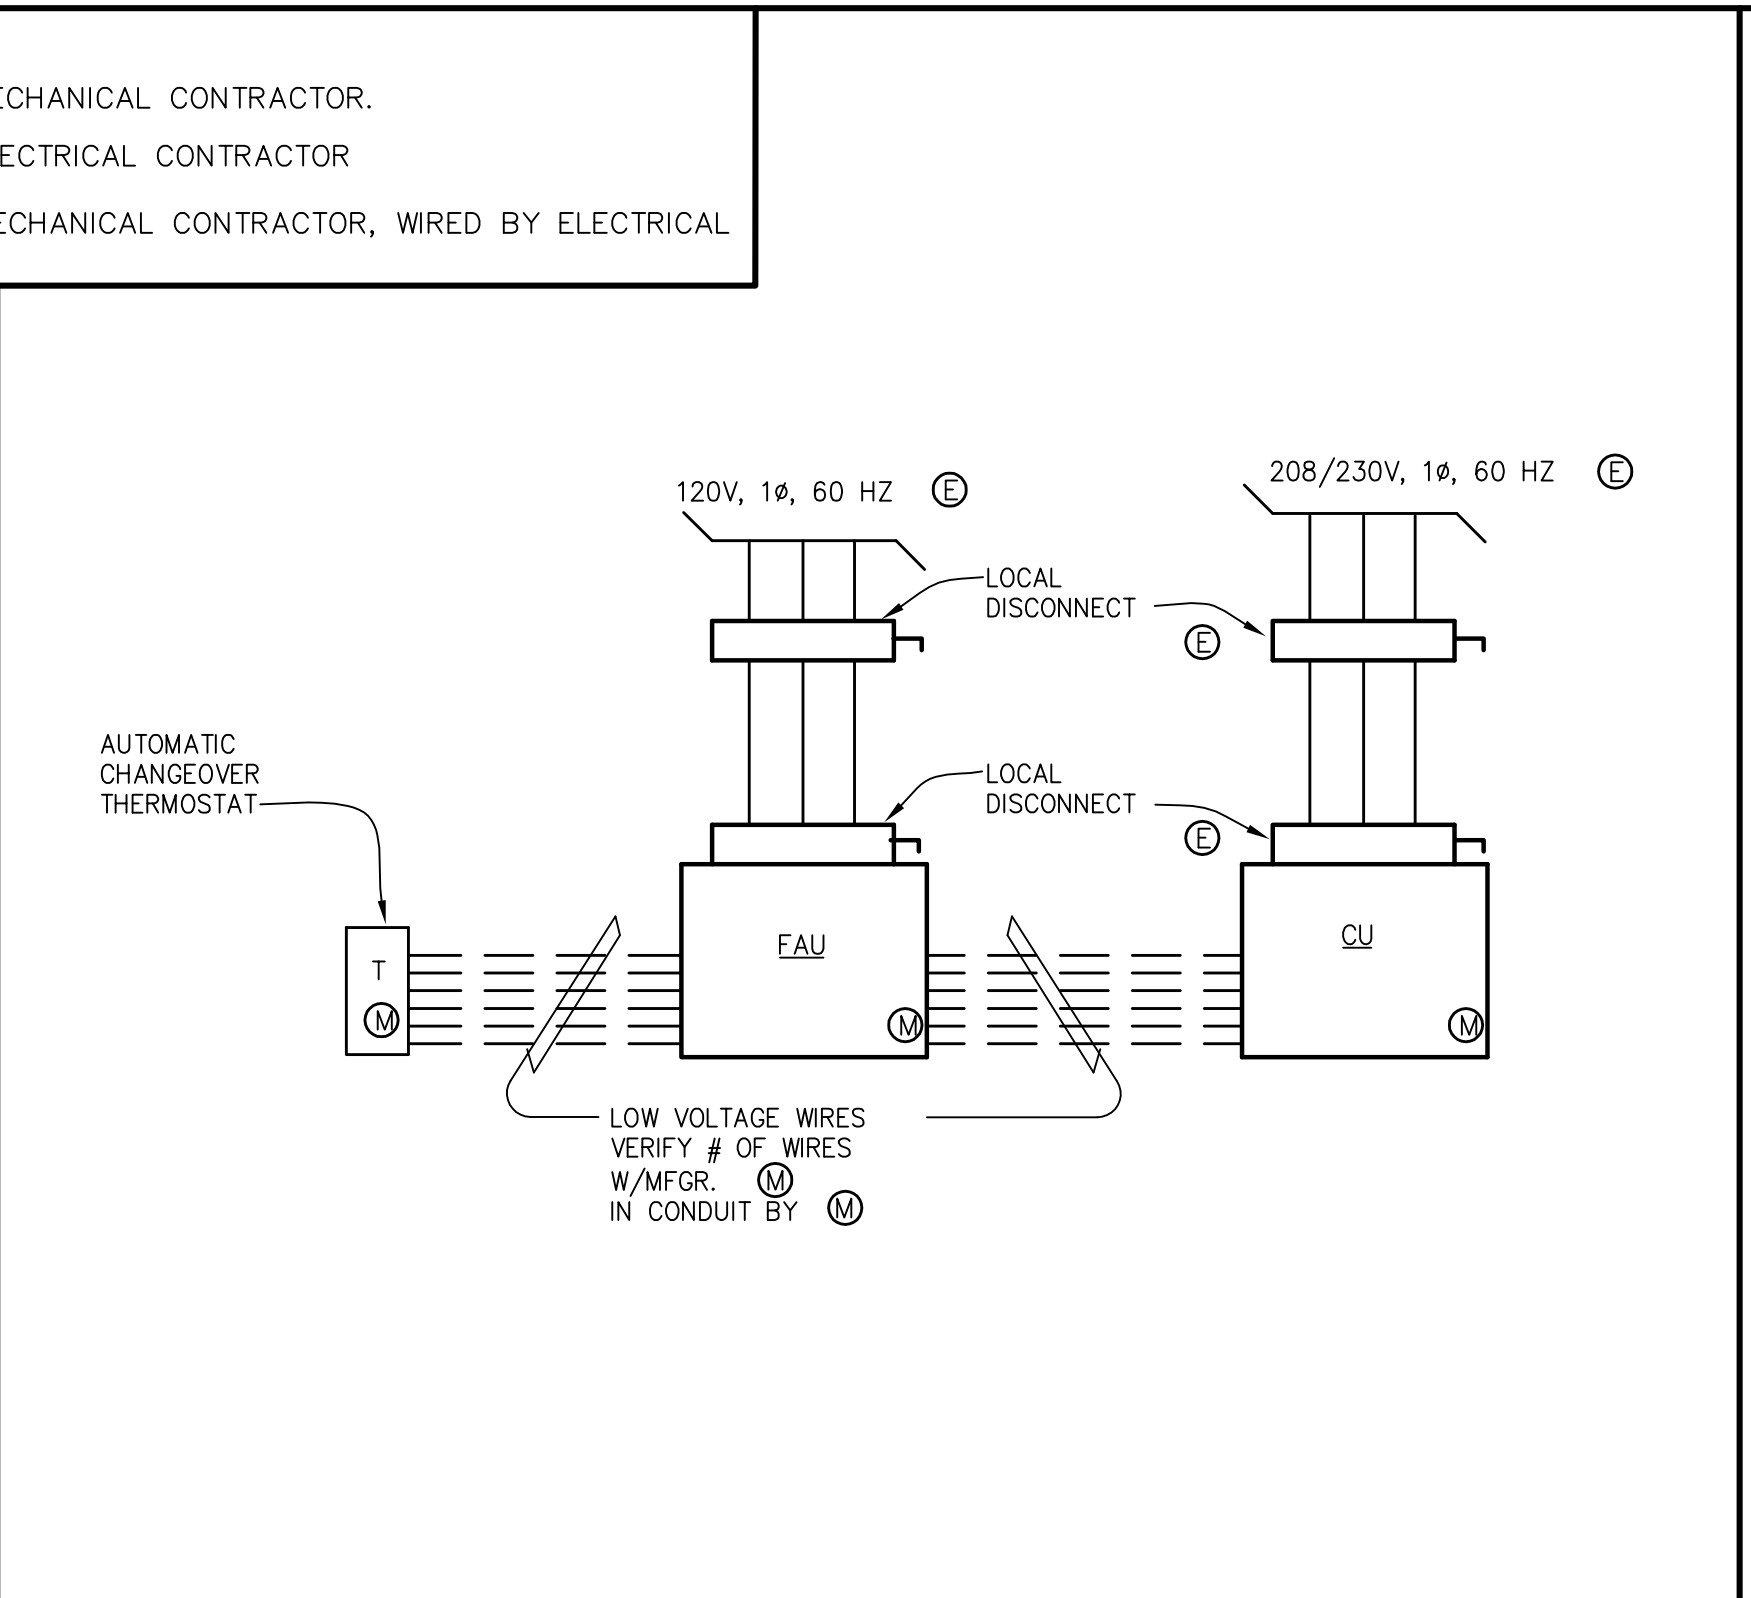 ECHANICAL CONTRACTOR.
ECTRICAL CONTRACTOR
ECHANICAL CONTRACTOR, WIRED BY ELECTRICAL
120V, 1ø, 60 HZ E
208/230V, 1ø, 60 HZ E
LOCAL
DISCONNECT
E
AUTOMATIC
CHANGEOVER
THERMOSTAT
LOCAL
DISCONNECT
E
T
M
FAU
M
CU
M
LOW VOLTAGE WIRES
VERIFY # OF WIRES
W/MFGR. M
IN CONDUIT BY M